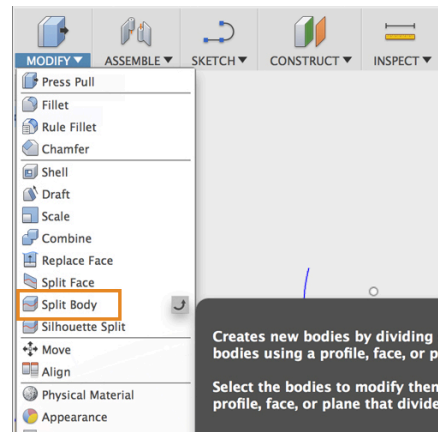 MODIFY ▼ ASSEMBLE ▼ SKETCH ▼ CONSTRUCT ▼ INSPECT ▼
Press Pull
Fillet
Rule Fillet
Chamfer
Shell
Draft
Scale
Combine
Replace Face
Split Face
Split Body
Silhouette Split
Move
Align
Physical Material
Appearance
Creates new bodies by dividing
bodies using a profile, face, or p
Select the bodies to modify then
profile, face, or plane that divide